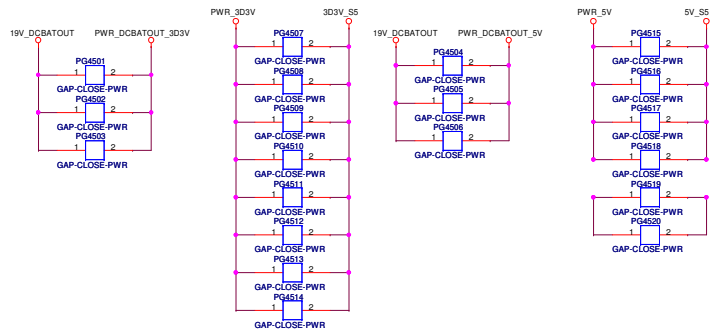 19V_DCBATOUT PWR_DCBATOUT_3D3V
PG4501
1 2
GAP-CLOSE-PWR
PG4502
1 2
GAP-CLOSE-PWR
PG4503
1 2
GAP-CLOSE-PWR
PWR_3D3V 3D3V_S5
PG4507
1 2
GAP-CLOSE-PWR
PG4508
1 2
GAP-CLOSE-PWR
PG4509
1 2
GAP-CLOSE-PWR
PG4510
1 2
GAP-CLOSE-PWR
PG4511
1 2
GAP-CLOSE-PWR
PG4512
1 2
GAP-CLOSE-PWR
PG4513
1 2
GAP-CLOSE-PWR
PG4514
1 2
GAP-CLOSE-PWR
19V_DCBATOUT PWR_DCBATOUT_5V
PG4504
1 2
GAP-CLOSE-PWR
PG4505
1 2
GAP-CLOSE-PWR
PG4506
1 2
GAP-CLOSE-PWR
PWR_5V 5V_S5
PG4515
1 2
GAP-CLOSE-PWR
PG4516
1 2
GAP-CLOSE-PWR
PG4517
1 2
GAP-CLOSE-PWR
PG4518
1 2
GAP-CLOSE-PWR
PG4519
1 2
GAP-CLOSE-PWR
PG4520
1 2
GAP-CLOSE-PWR